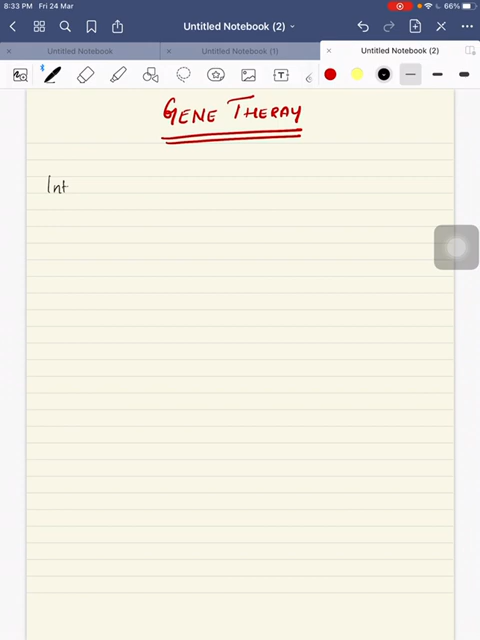 8:33 PM Fri 24 Mar 66%
Untitled Notebook (2)
Untitled Notebook Untitled Notebook (1) Untitled Notebook (2)
GENE THERAY
Int